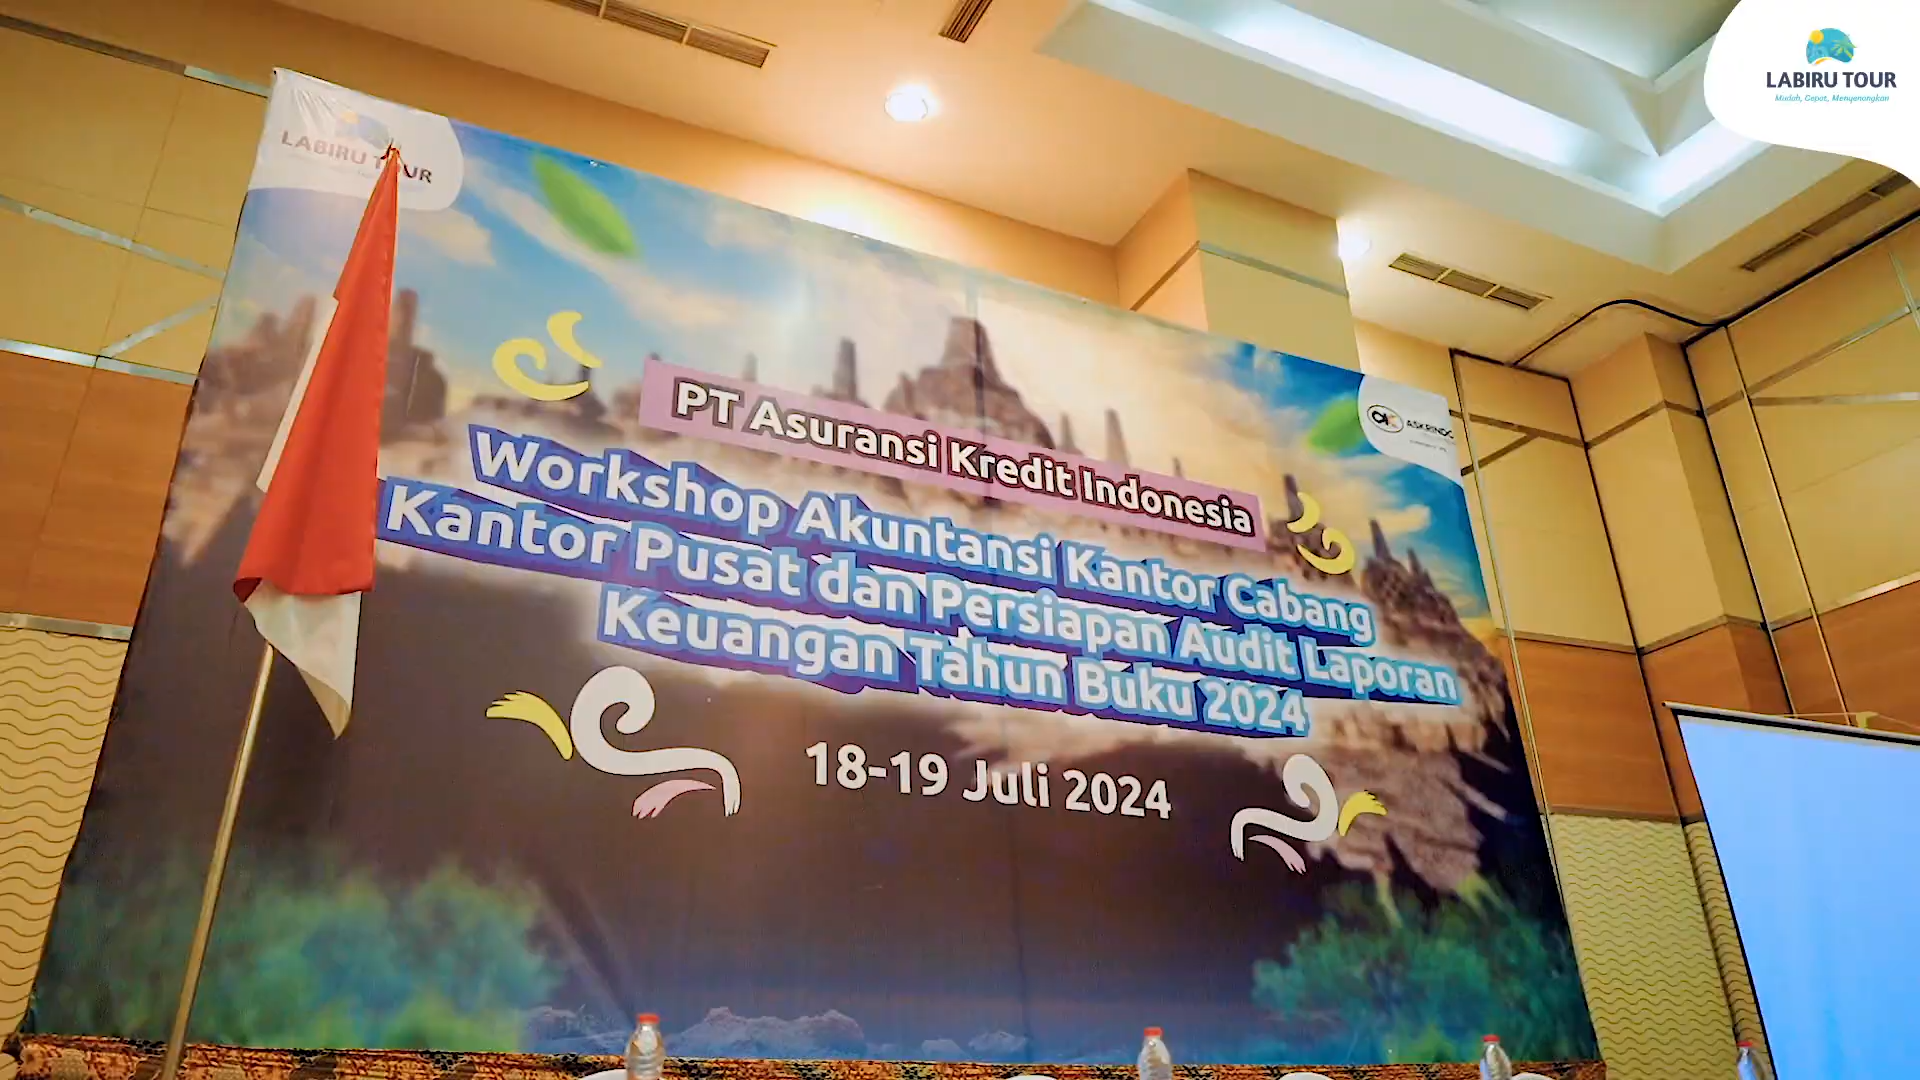 LABIRU TOUR
Mudah, Cepat, Menyenangkan
LABIRU TOUR
ASKRINDO
PT Asuransi Kredit Indonesia
Workshop Akuntansi Kantor Cabang
Kantor Pusat dan Persiapan Audit Laporan
Keuangan Tahun Buku 2024
18-19 Juli 2024